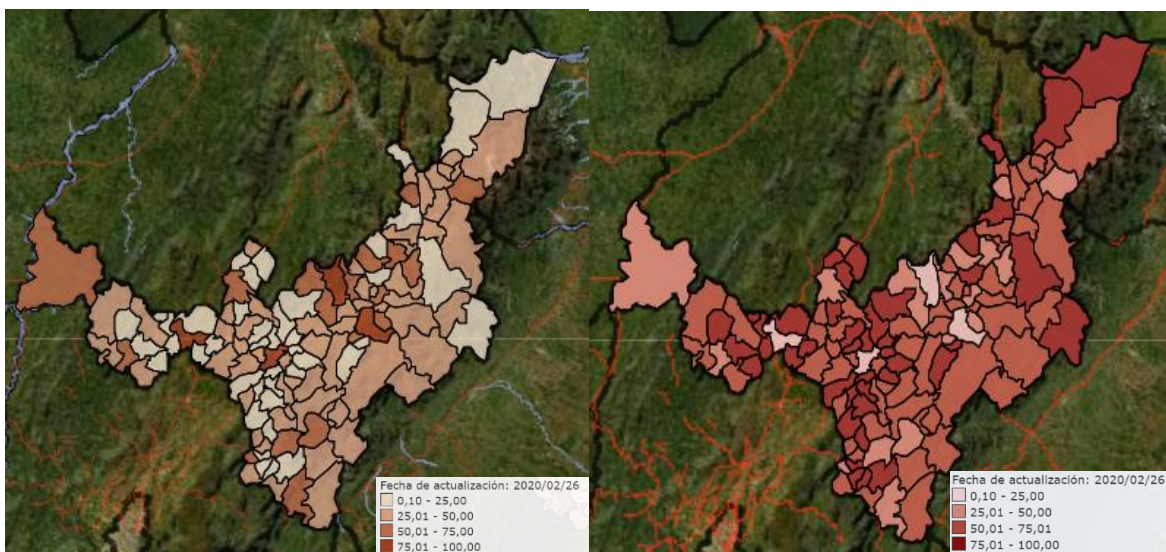 Fecha de actualización: 2020/02/26
0,10 - 25,00
25,01 - 50,00
50,01 - 75,00
75,01 - 100,00
Fecha de actualización: 2020/02/26
0,10 - 25,00
25,01 - 50,00
50,01 - 75,01
75,01 - 100,00